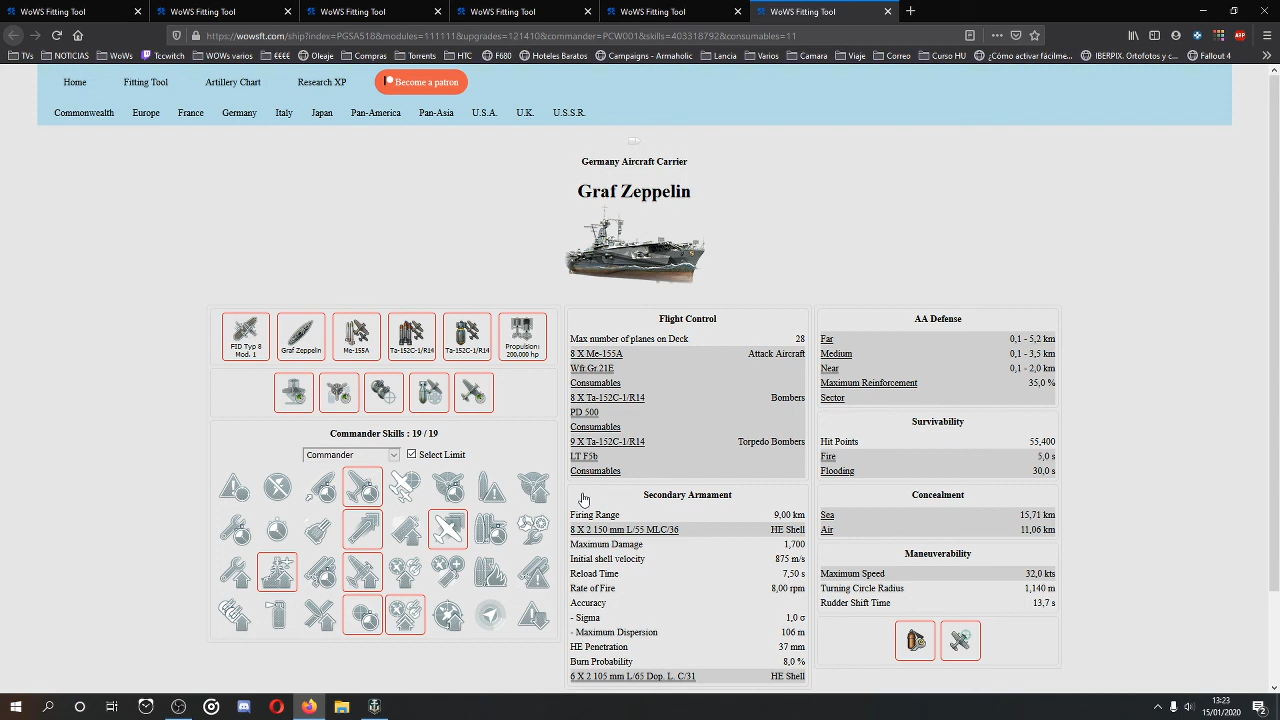 WoWS Fitting Tool WoWS Fitting Tool WoWS Fitting Tool WoWS Fitting Tool WoWS Fitting Tool WoWS Fitting Tool
https://wowsft.com/ship?index=PGSA518&modules=111111&upgrades=121410&commander=PCW001&skills=403318792&consumables=11
TVs Noticias WoWs Tccwitch WoWS varios €€€€ Oleaje Compras Torrents HTC F60 Hoteles Baratos Campaigns - Armarholic Lancia Varios Camara Viaje Correo Curso HU ¿Cómo activar fácilme... IBERPIX. Ortofotos y c... Fallout 4
Home Fitting Tool Artillery Chart Research XP Become a patron
Commonwealth Europe France Germany Italy Japan Pan-America Pan-Asia U.S.A. U.K. U.S.S.R.
Germany Aircraft Carrier
Graf Zeppelin
FlD Typ 8 Mod. 1
Graf Zeppelin
Me-155A
Ta-152C-1/R14
Ta-152C-1/R14
Propulsion: 200.000 hp
Commander Skills : 19 / 19
Commander Select Limit
Flight Control
Max number of planes on Deck 28
8 X Me-155A Attack Aircraft
Wfr.Gr.21E
Consumables
8 X Ta-152C-1/R14 Bombers
PD 500
Consumables
9 X Ta-152C-1/R14 Torpedo Bombers
LT F5b
Consumables
Secondary Armament
Firing Range 9,00 km
8 X 2 150 mm L/55 MLC/36 HE Shell
Maximum Damage 1,700
Initial shell velocity 875 m/s
Reload Time 7,50 s
Rate of Fire 8,00 rpm
Accuracy
- Sigma 1,0 σ
- Maximum Dispersion 106 m
HE Penetration 37 mm
Burn Probability 8,0 %
6 X 2 105 mm L/65 Dop. L. C/31 HE Shell
AA Defense
Far 0,1 - 5,2 km
Medium 0,1 - 3,5 km
Near 0,1 - 2,0 km
Maximum Reinforcement 35,0 %
Sector
Survivability
Hit Points 55,400
Fire 5,0 s
Flooding 30,0 s
Concealment
Sea 15,71 km
Air 11,06 km
Maneuverability
Maximum Speed 32,0 kts
Turning Circle Radius 1,140 m
Rudder Shift Time 13,7 s
13:23
15/01/2020